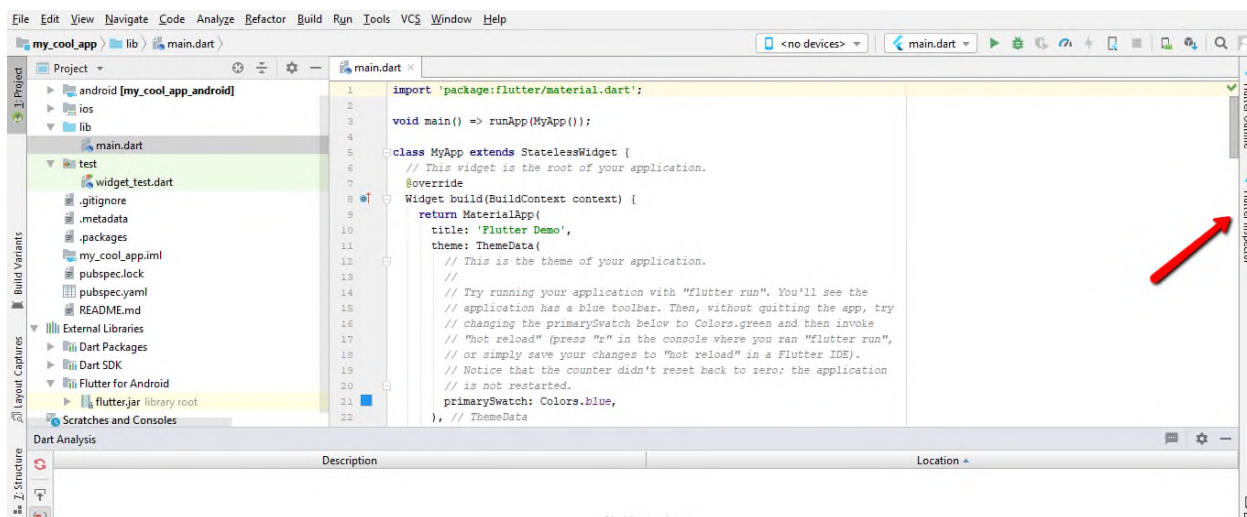 File Edit View Navigate Code Analyze Refactor Build Run Tools VCS Window Help
my_cool_app lib main.dart <no devices> main.dart
1: Project
Project
android [my_cool_app_android]
ios
lib
main.dart
test
widget_test.dart
.gitignore
.metadata
.packages
my_cool_app.iml
pubspec.lock
pubspec.yaml
README.md
External Libraries
Dart Packages
Dart SDK
Flutter for Android
flutter.jar library root
Scratches and Consoles
Build Variants
Layout Captures
Z: Structure
main.dart
1 import 'package:flutter/material.dart';
2
3 void main() => runApp(MyApp());
4
5 class MyApp extends StatelessWidget {
6 // This widget is the root of your application.
7 @override
8 Widget build(BuildContext context) {
9 return MaterialApp(
10 title: 'Flutter Demo',
11 theme: ThemeData(
12 // This is the theme of your application.
13 //
14 // Try running your application with "flutter run". You'll see the
15 // application has a blue toolbar. Then, without quitting the app, try
16 // changing the primarySwatch below to Colors.green and then invoke
17 // "hot reload" (press "r" in the console where you ran "flutter run",
18 // or simply save your changes to "hot reload" in a Flutter IDE).
19 // Notice that the counter didn't reset back to zero; the application
20 // is not restarted.
21 primarySwatch: Colors.blue,
22 ), // ThemeData
Flutter Outline
Flutter Inspector
Dart Analysis
Description Location